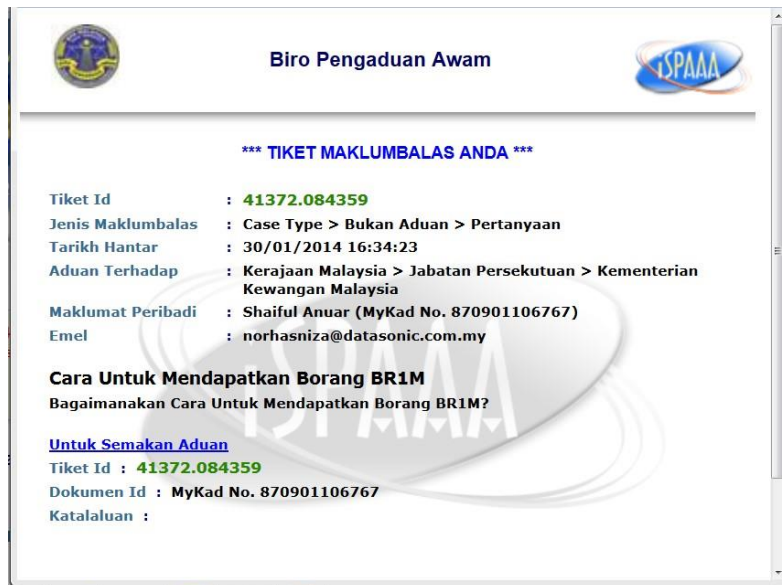 Biro Pengaduan Awam
iSPAAA
*** TIKET MAKLUMBALAS ANDA ***
Tiket Id : 41372.084359
Jenis Maklumbalas : Case Type > Bukan Aduan > Pertanyaan
Tarikh Hantar : 30/01/2014 16:34:23
Aduan Terhadap : Kerajaan Malaysia > Jabatan Persekutuan > Kementerian
Kewangan Malaysia
Maklumat Peribadi : Shaiful Anuar (MyKad No. 870901106767)
Emel : norhasniza@datasonic.com.my
Cara Untuk Mendapatkan Borang BR1M
Bagaimanakah Cara Untuk Mendapatkan Borang BR1M?
iSPAAA
Untuk Semakan Aduan
Tiket Id : 41372.084359
Dokumen Id : MyKad No. 870901106767
Katalaluan :